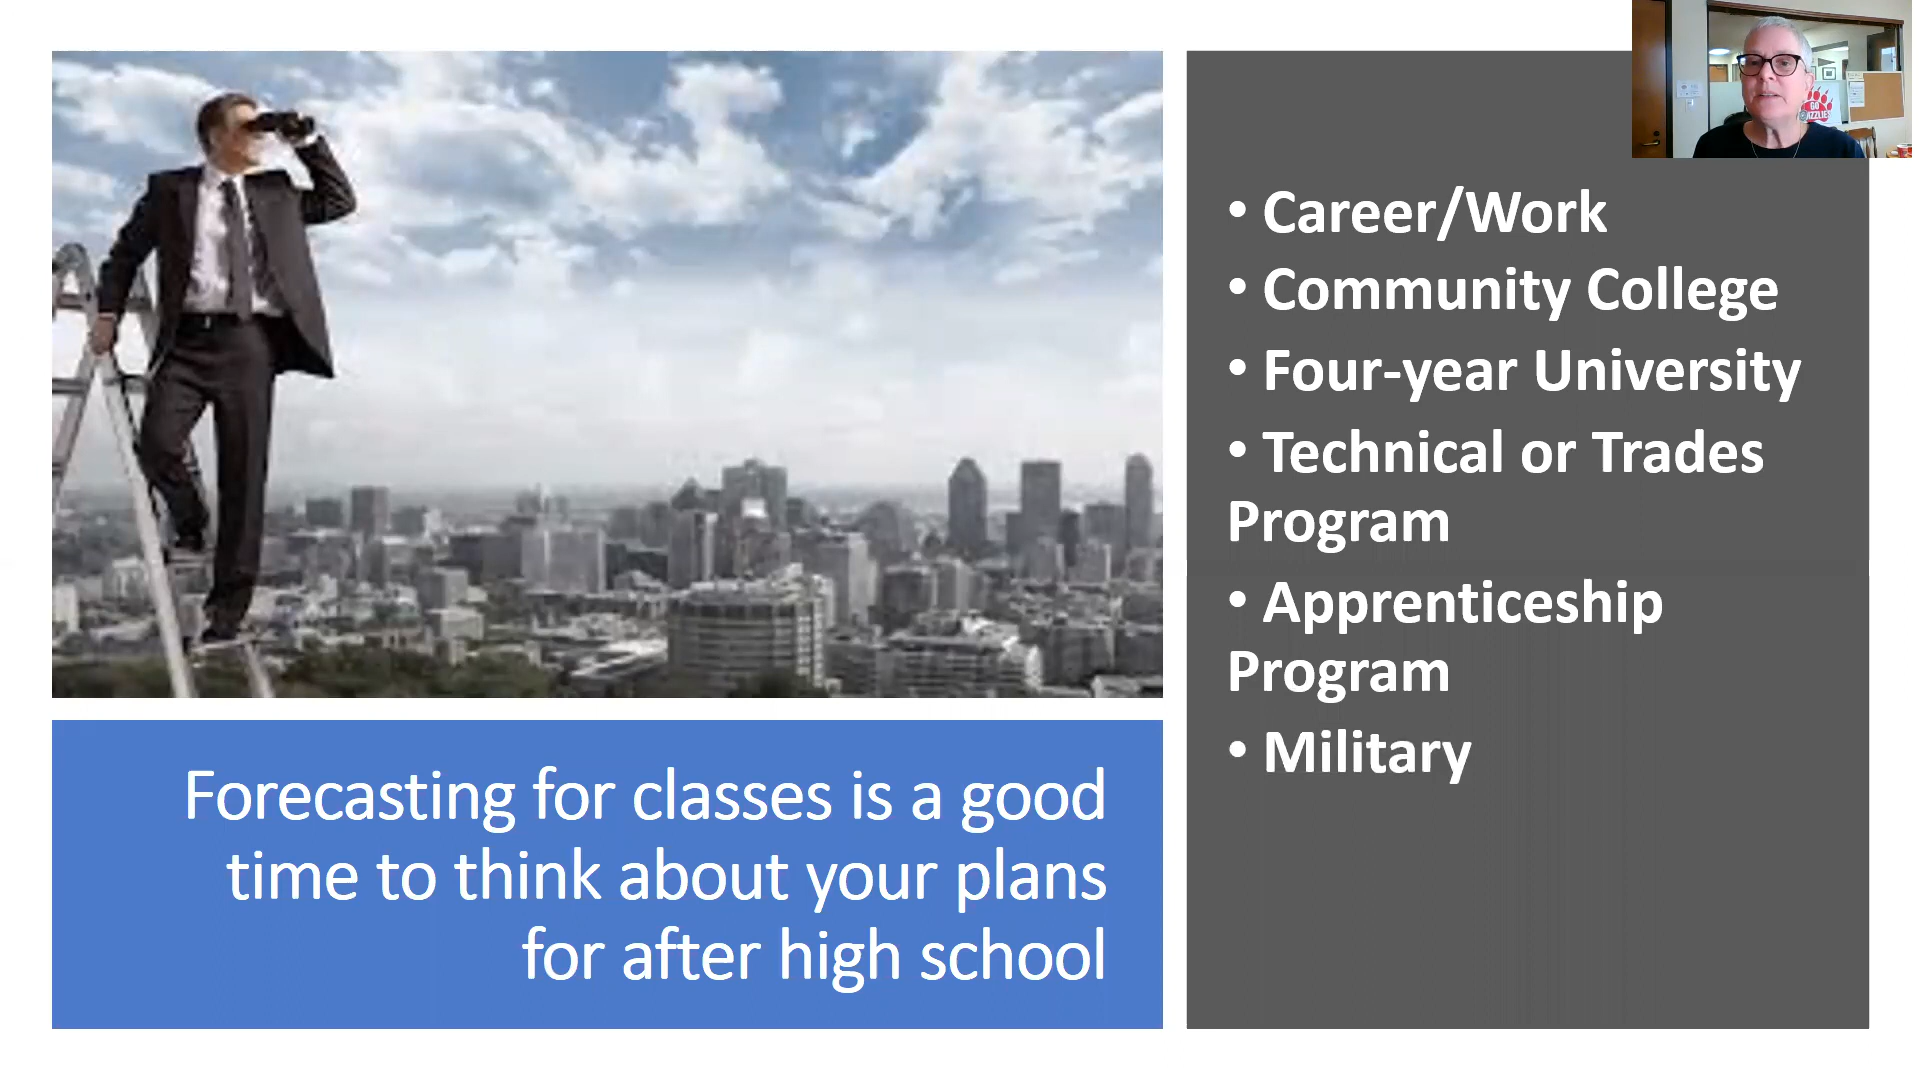 • Career/Work
• Community College
• Four-year University
• Technical or Trades
Program
• Apprenticeship
Program
• Military
Forecasting for classes is a good
time to think about your plans
for after high school
GO